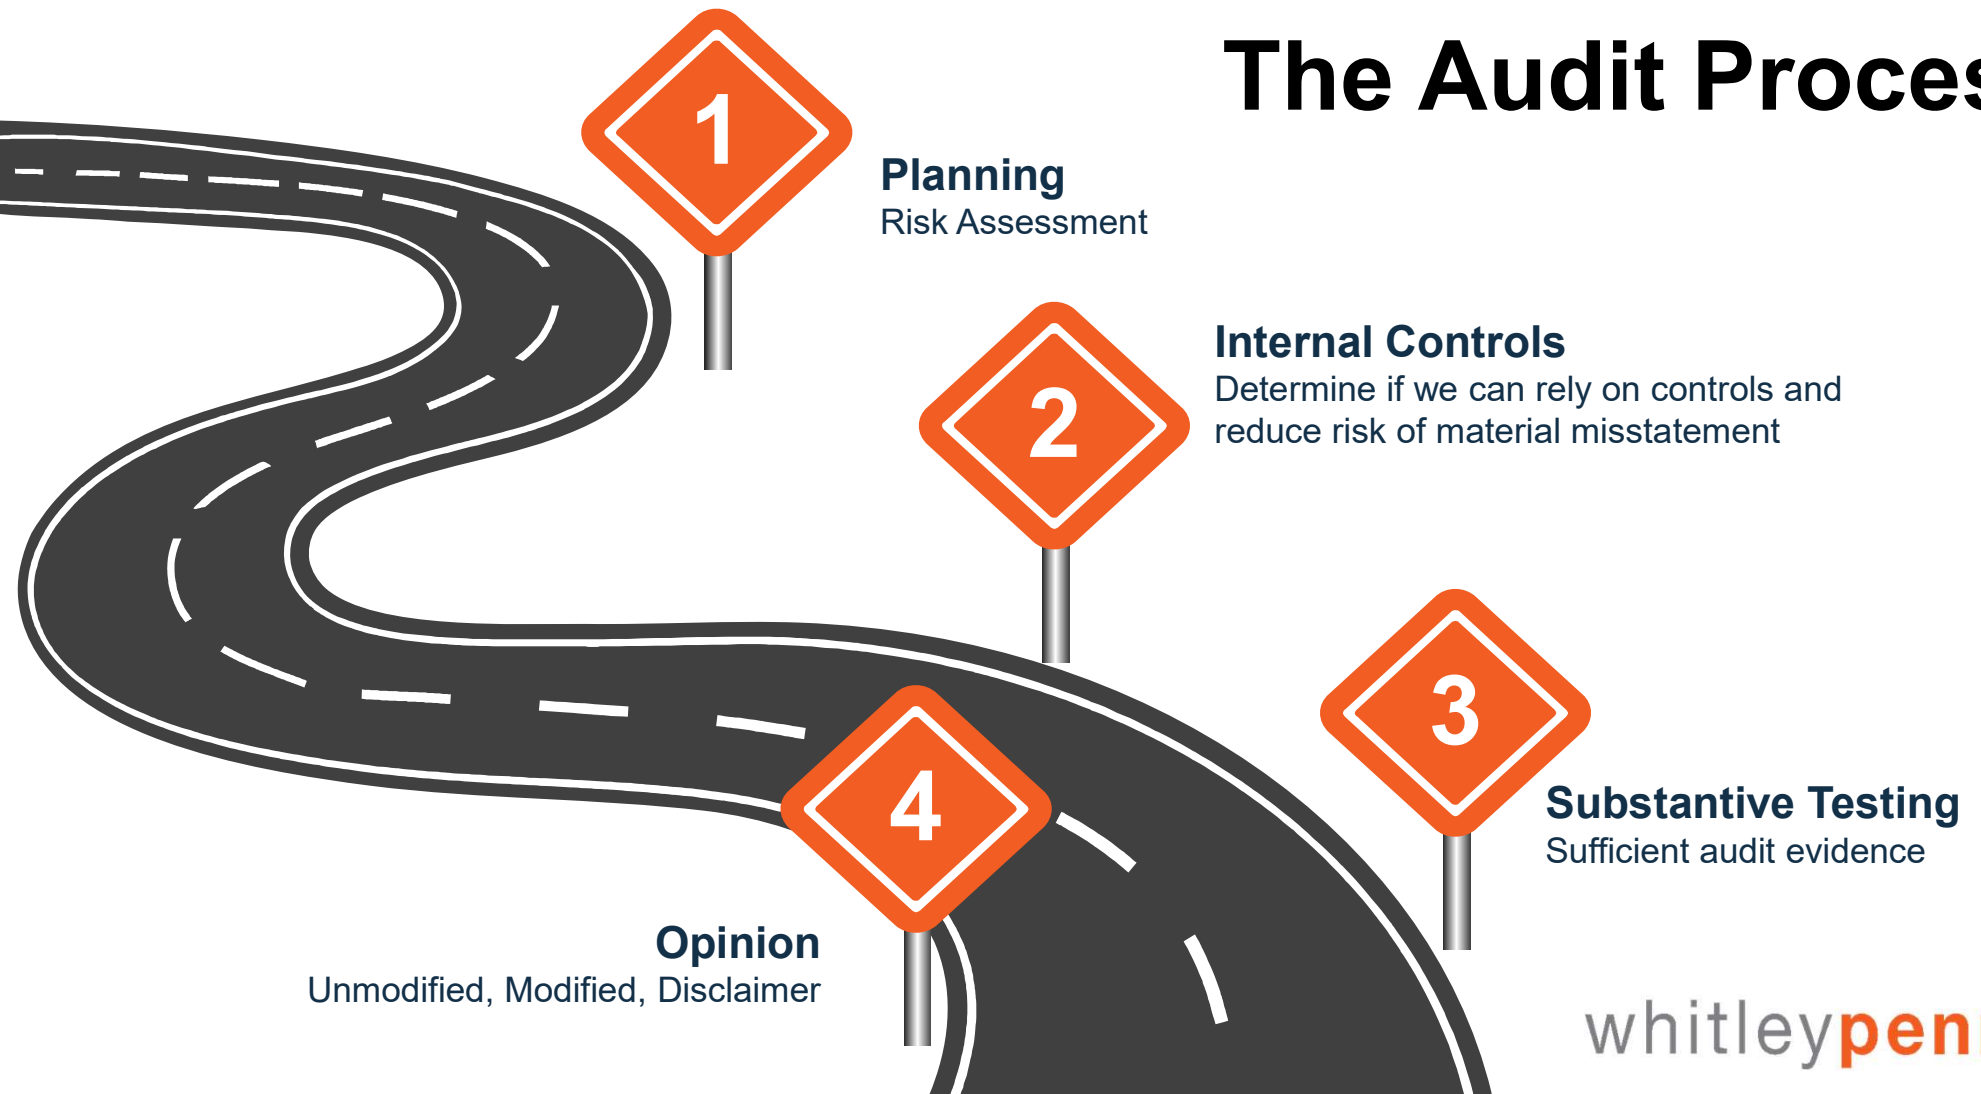 The Audit Proces
1
Planning
Risk Assessment
2
Internal Controls
Determine if we can rely on controls and
reduce risk of material misstatement
3
Substantive Testing
Sufficient audit evidence
4
Opinion
Unmodified, Modified, Disclaimer
whitleypen